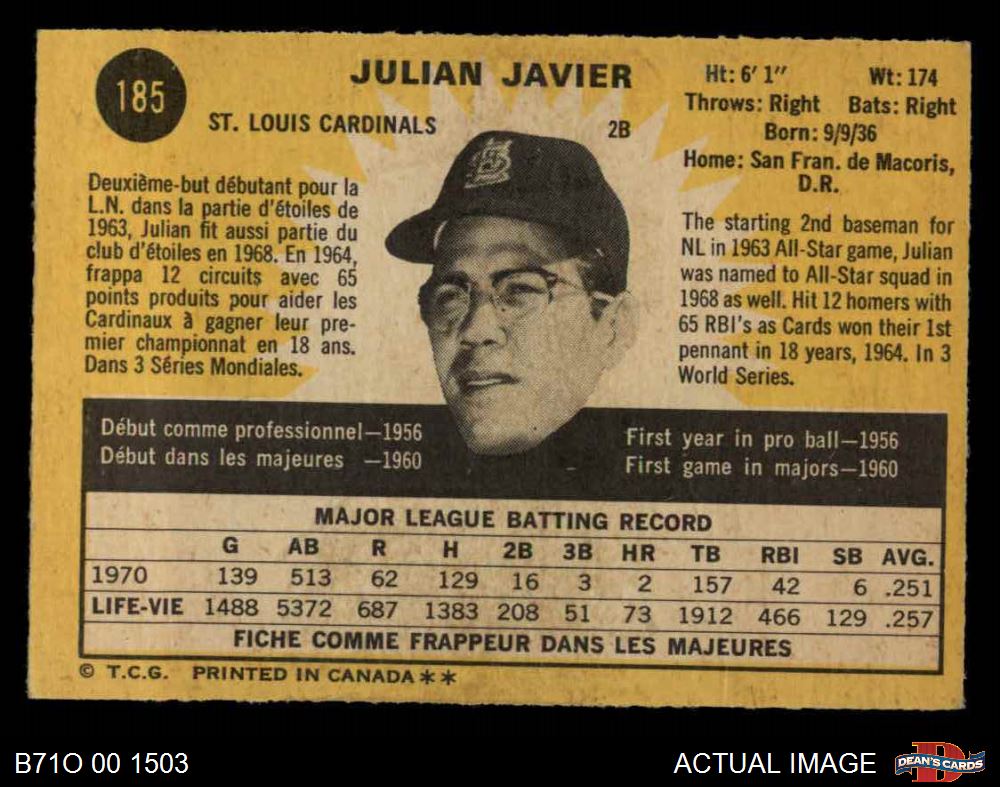 185
JULIAN JAVIER
ST. LOUIS CARDINALS
2B
Ht: 6' 1" Wt: 174
Throws: Right Bats: Right
Born: 9/9/36
Home: San Fran. de Macoris,
D.R.
Deuxième-but débutant pour la
L.N. dans la partie d'étoiles de
1963, Julian fit aussi partie du
club d'étoiles en 1968. En 1964,
frappa 12 circuits avec 65
points produits pour aider les
Cardinaux à gagner leur pre-
mier championnat en 18 ans.
Dans 3 Séries Mondiales.
The starting 2nd baseman for
NL in 1963 All-Star game, Julian
was named to All-Star squad in
1968 as well. Hit 12 homers with
65 RBI's as Cards won their 1st
pennant in 18 years, 1964. In 3
World Series.
Début comme professionnel—1956
Début dans les majeures —1960
First year in pro ball—1956
First game in majors—1960
MAJOR LEAGUE BATTING RECORD
G AB R H 2B 3B HR TB RBI SB AVG.
1970 139 513 62 129 16 3 2 157 42 6 .251
LIFE-VIE 1488 5372 687 1383 208 51 73 1912 466 129 .257
FICHE COMME FRAPPEUR DANS LES MAJEURES
© T.C.G. PRINTED IN CANADA **
B71O 00 1503
ACTUAL IMAGE
DEAN'S CARDS